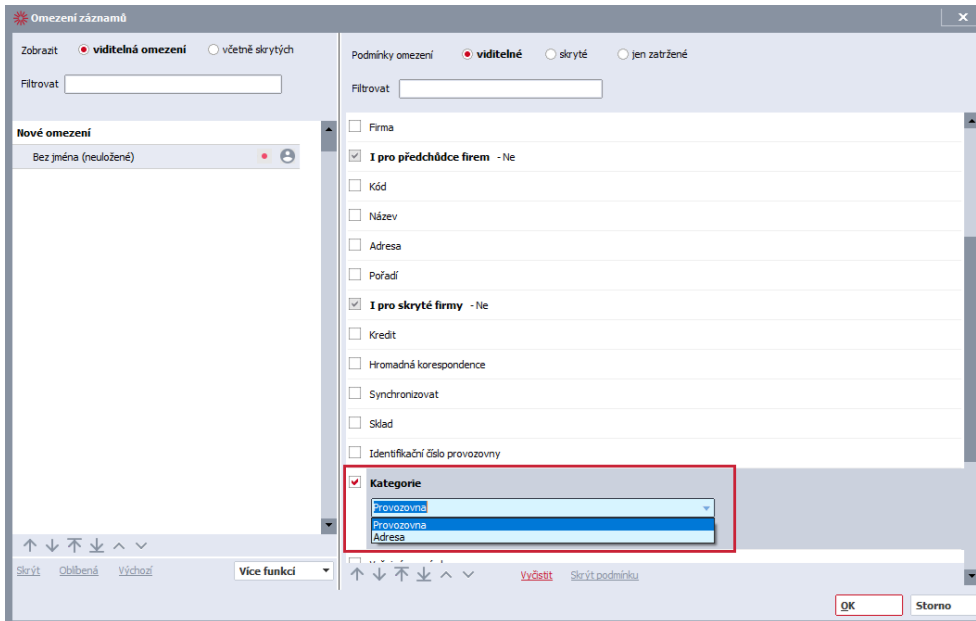 Omezení záznamů
Zobrazit viditelná omezení včetně skrytých
Filtrovat
Nové omezení
Bez jména (neuložené)
Skrýt Oblíbená Výchozí Více funkcí
Podmínky omezení viditelné skryté jen zatržené
Filtrovat
Firma
I pro předchůdce firem - Ne
Kód
Název
Adresa
Pořadí
I pro skryté firmy - Ne
Kredit
Hromadná korespondence
Synchronizovat
Sklad
Identifikační číslo provozovny
Kategorie
Provozovna
Provozovna
Adresa
Vyčistit Skrýt podmínku
OK Storno